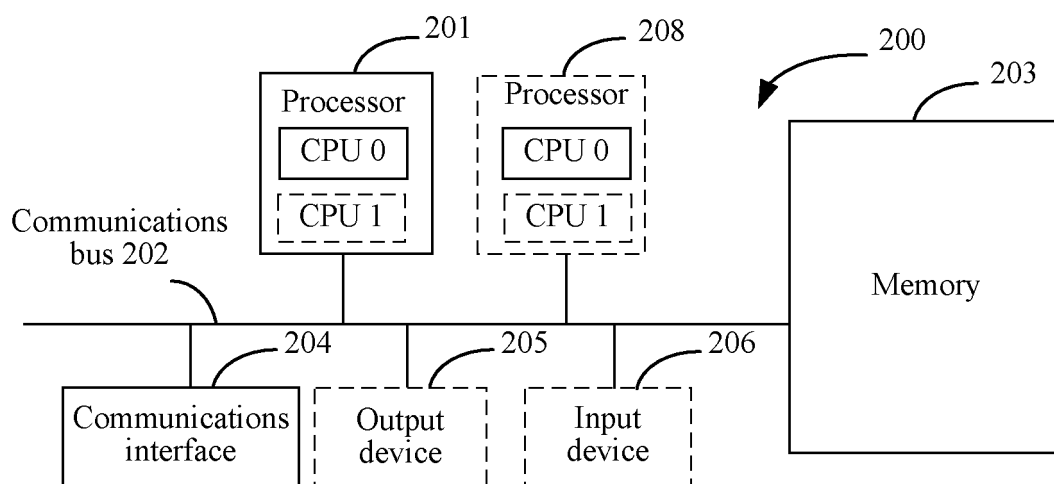 201
208
200
203
Processor
CPU 0
CPU 1
Processor
CPU 0
CPU 1
Communications
bus 202
Memory
204
205
206
Communications
interface
Output
device
Input
device